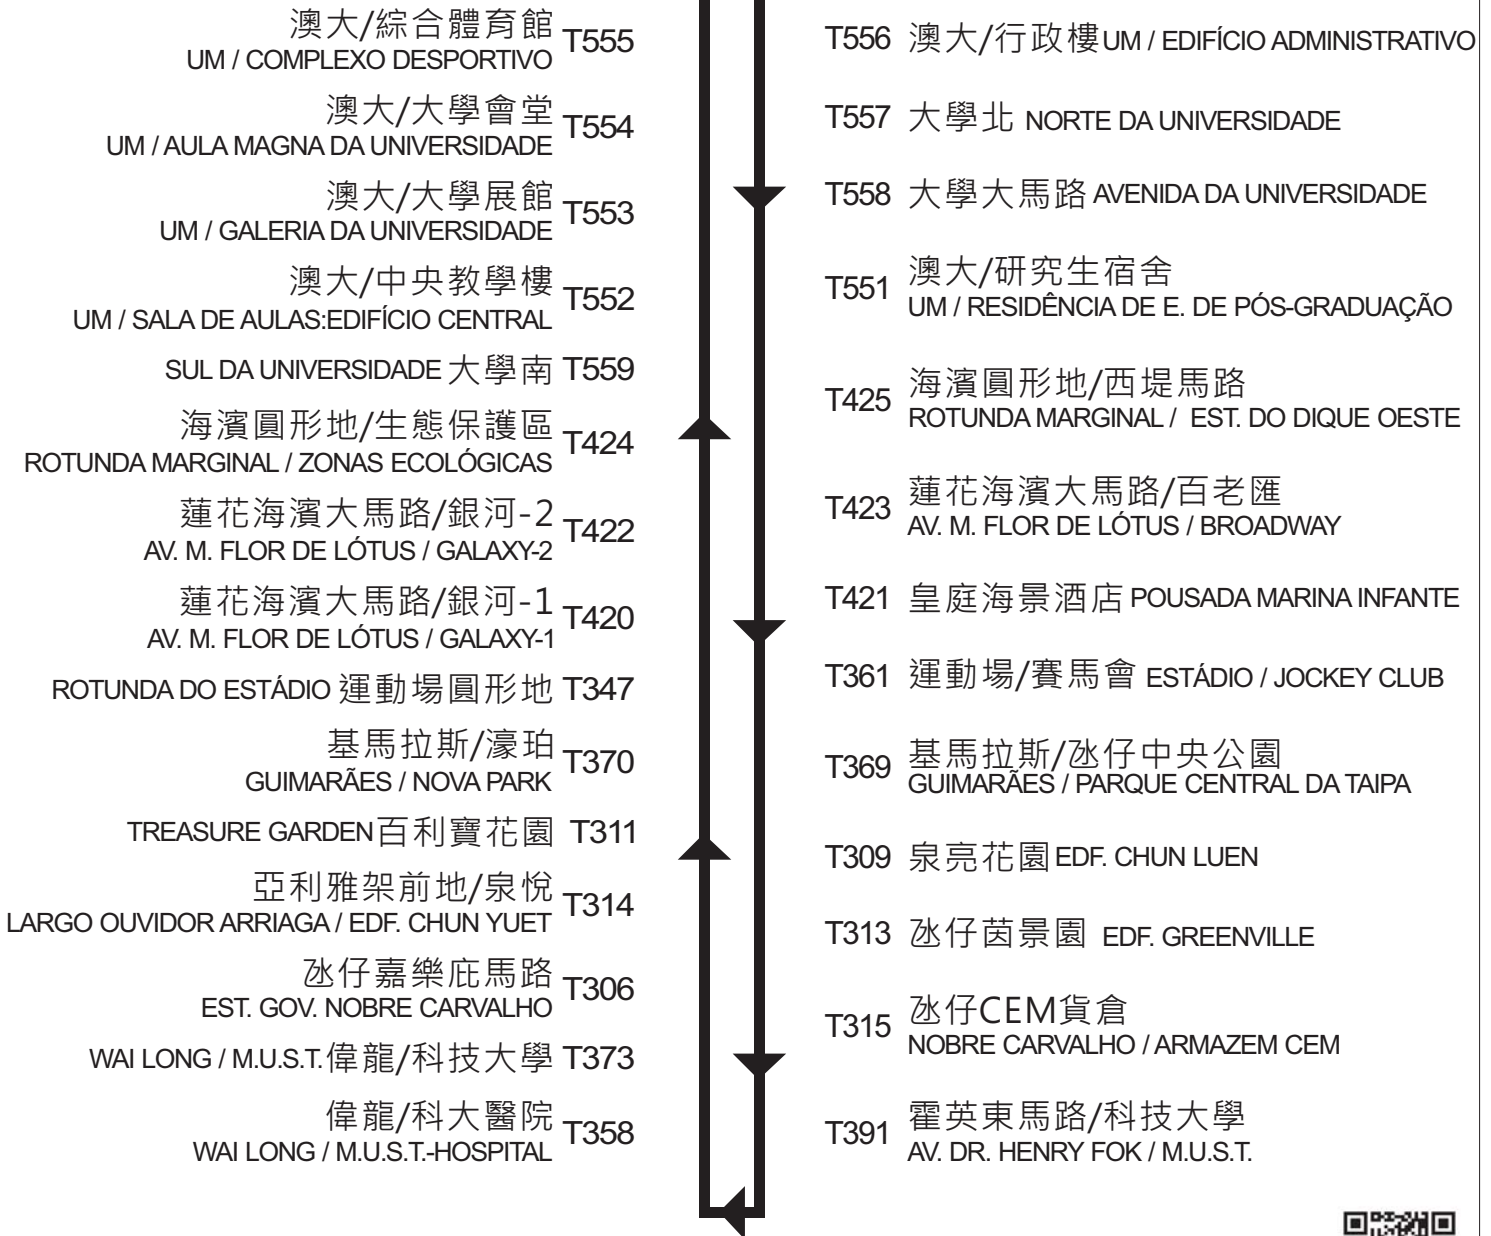 澳大/綜合體育館
UM / COMPLEXO DESPORTIVO
T555
澳大/大學會堂
UM / AULA MAGNA DA UNIVERSIDADE
T554
澳大/大學展館
UM / GALERIA DA UNIVERSIDADE
T553
澳大/中央教學樓
UM / SALA DE AULAS:EDIFÍCIO CENTRAL
T552
SUL DA UNIVERSIDADE 大學南 T559
海濱圓形地/生態保護區
ROTUNDA MARGINAL / ZONAS ECOLÓGICAS
T424
蓮花海濱大馬路/銀河-2
AV. M. FLOR DE LÓTUS / GALAXY-2
T422
蓮花海濱大馬路/銀河-1
AV. M. FLOR DE LÓTUS / GALAXY-1
T420
ROTUNDA DO ESTÁDIO 運動場圓形地 T347
基馬拉斯/濠珀
GUIMARÃES / NOVA PARK
T370
TREASURE GARDEN百利寶花園 T311
亞利雅架前地/泉悅
LARGO OUVIDOR ARRIAGA / EDF. CHUN YUET
T314
氹仔嘉樂庇馬路
EST. GOV. NOBRE CARVALHO
T306
WAI LONG / M.U.S.T.偉龍/科技大學 T373
偉龍/科大醫院
WAI LONG / M.U.S.T.-HOSPITAL
T358
T556 澳大/行政樓UM / EDIFÍCIO ADMINISTRATIVO
T557 大學北 NORTE DA UNIVERSIDADE
T558 大學大馬路 AVENIDA DA UNIVERSIDADE
T551
澳大/研究生宿舍
UM / RESIDÊNCIA DE E. DE PÓS-GRADUAÇÃO
T425
海濱圓形地/西堤馬路
ROTUNDA MARGINAL / EST. DO DIQUE OESTE
T423
蓮花海濱大馬路/百老匯
AV. M. FLOR DE LÓTUS / BROADWAY
T421 皇庭海景酒店 POUSADA MARINA INFANTE
T361 運動場/賽馬會 ESTÁDIO / JOCKEY CLUB
T369
基馬拉斯/氹仔中央公園
GUIMARÃES / PARQUE CENTRAL DA TAIPA
T309 泉亮花園 EDF. CHUN LUEN
T313 氹仔茵景園 EDF. GREENVILLE
T315
氹仔CEM貨倉
NOBRE CARVALHO / ARMAZEM CEM
T391
霍英東馬路/科技大學
AV. DR. HENRY FOK / M.U.S.T.